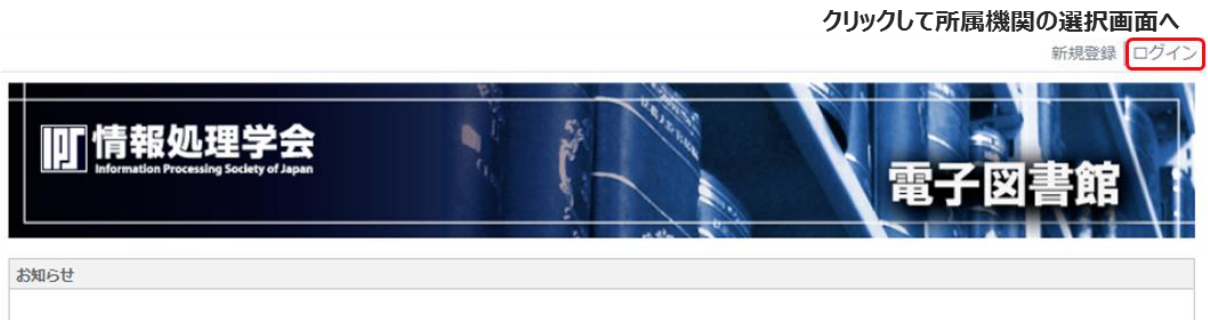 クリックして所属機関の選択画面へ
新規登録 | ログイン
IPSJ 情報処理学会
Information Processing Society of Japan
電子図書館
お知らせ